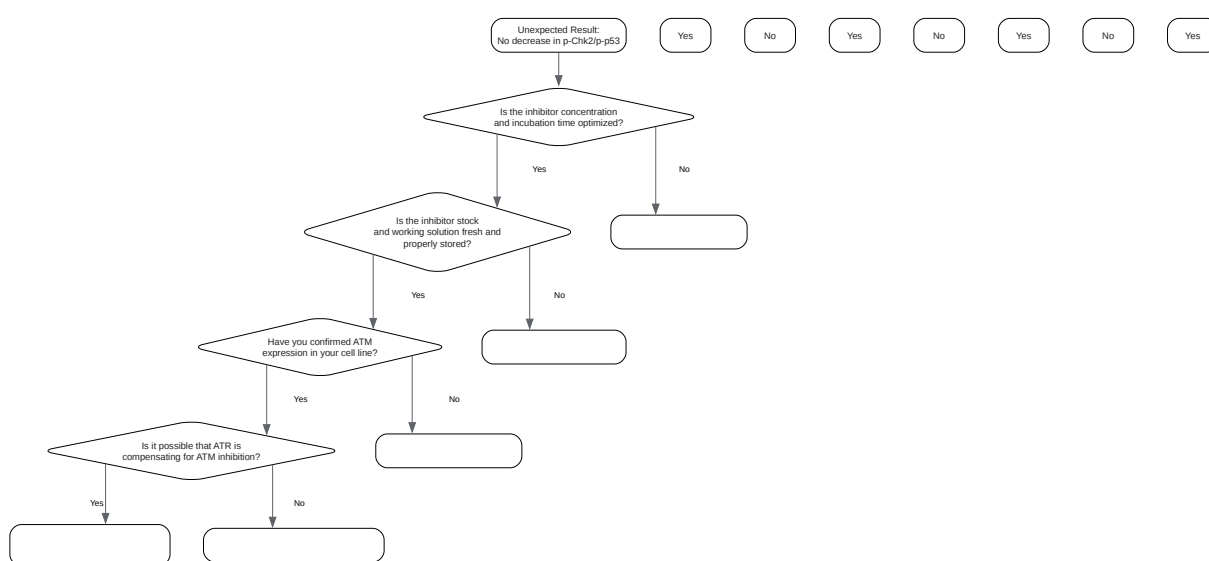 Unexpected Result:
No decrease in p-Chk2/p-p53
Yes
No
Yes
No
Yes
No
Yes
Is the inhibitor concentration
and incubation time optimized?
Yes
No
Is the inhibitor stock
and working solution fresh and
properly stored?
Yes
No
Have you confirmed ATM
expression in your cell line?
Yes
No
Is it possible that ATR is
compensating for ATM inhibition?
Yes
No